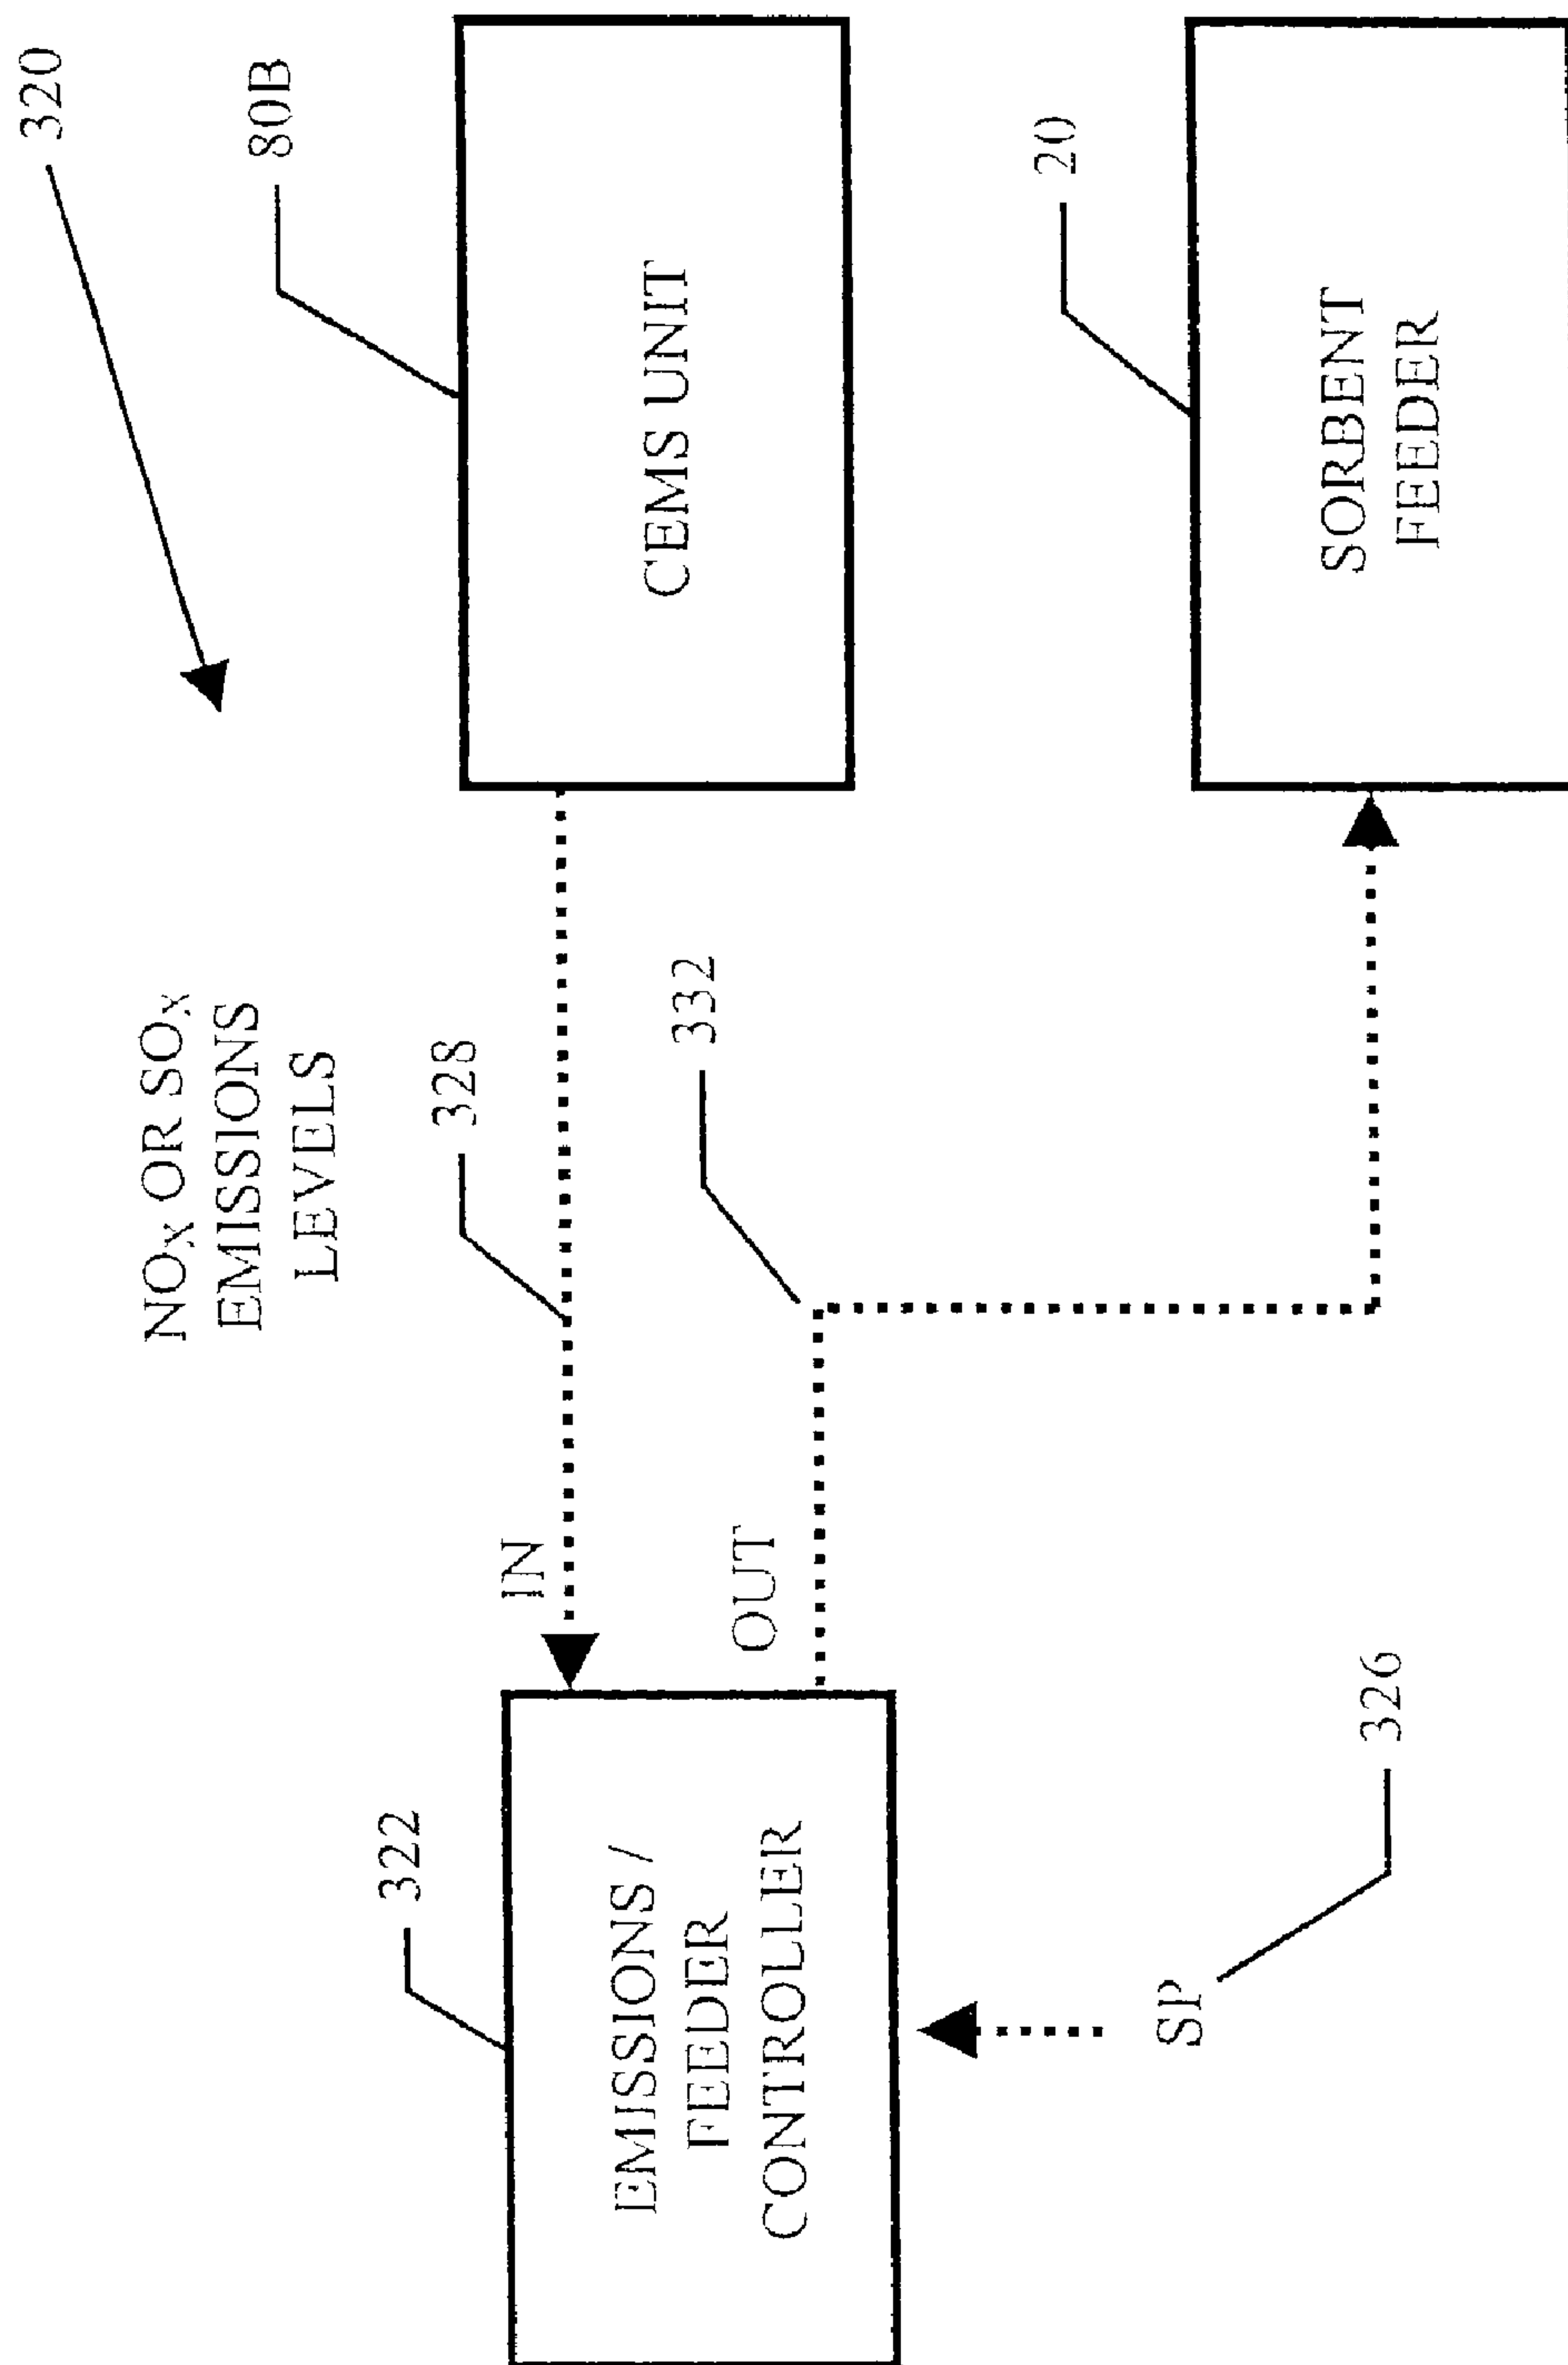 320
NOX OR SOX
EMISSIONS
LEVELS
80B
328
322
IN
CEMS UNIT
332
OUT
EMISSIONS /
FEEDER
CONTROLLER
20
SP
326
SORBENT
FEEDER